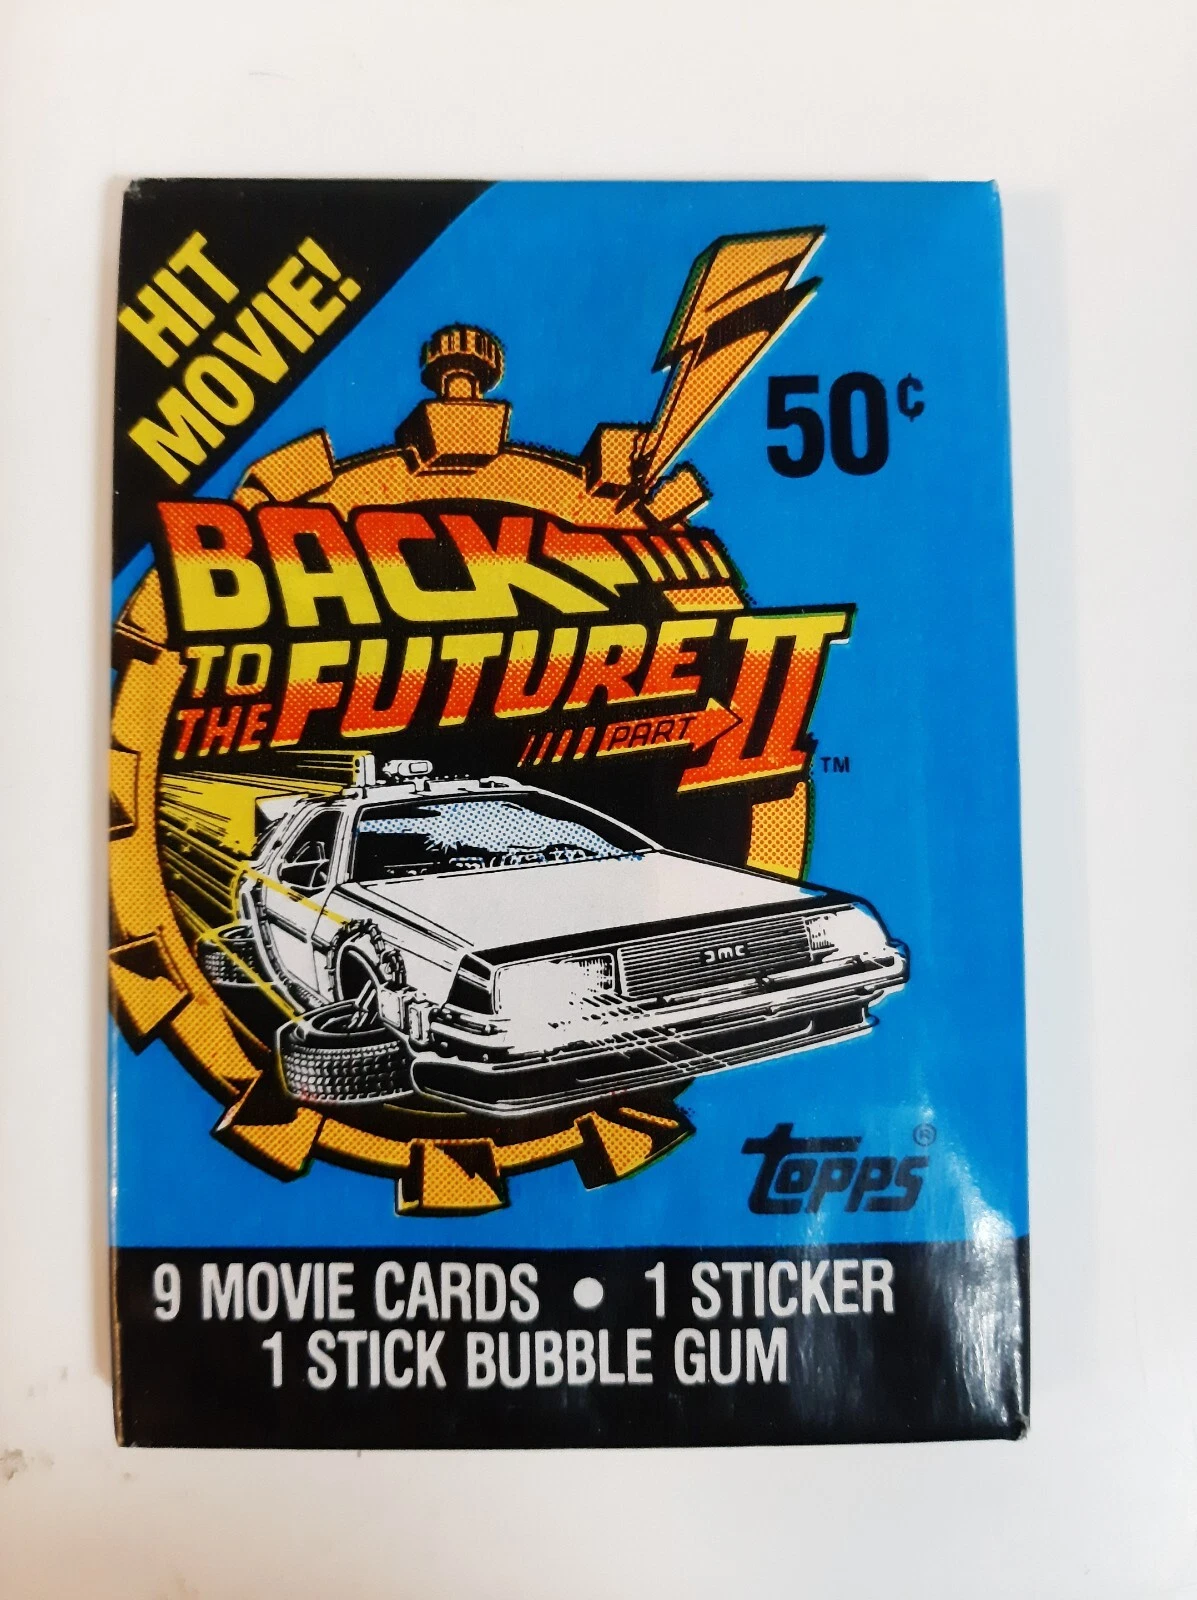 HIT
MOVIE!
50¢
BACK
TO
THE FUTURE
PART II
TM
DMC
topps®
9 MOVIE CARDS • 1 STICKER
1 STICK BUBBLE GUM